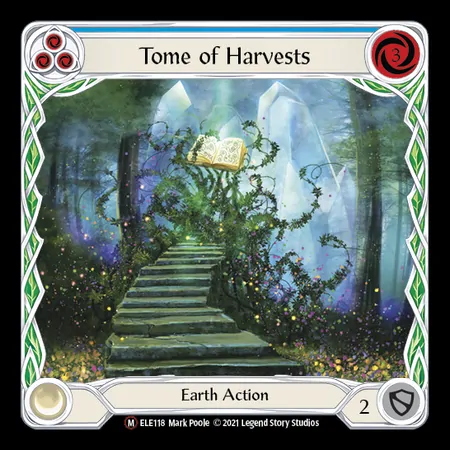 Tome of Harvests
3
Earth Action
2
M ELE118 Mark Poole © 2021 Legend Story Studios